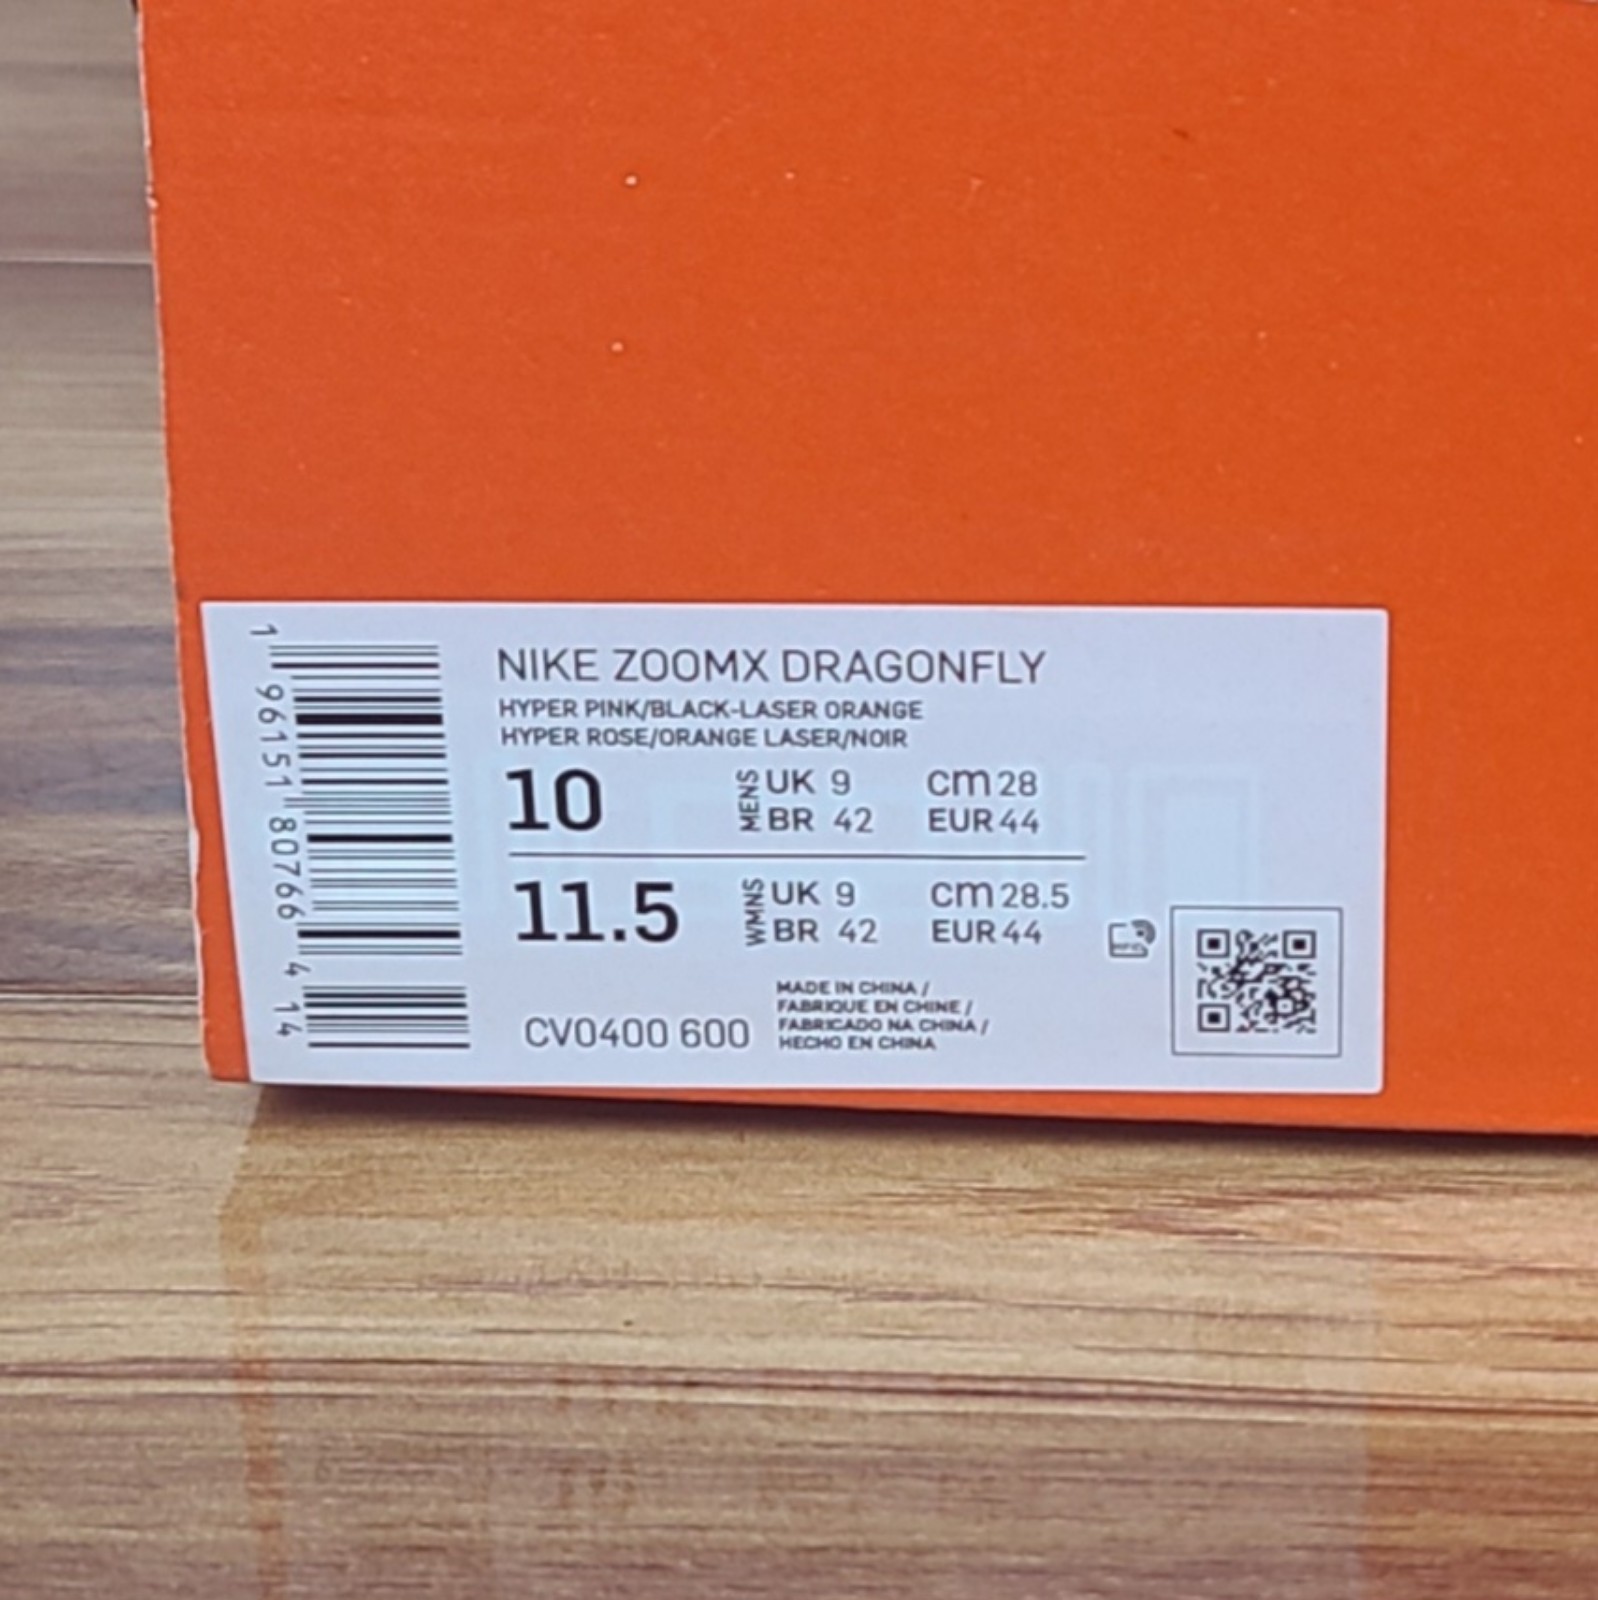 NIKE ZOOMX DRAGONFLY
HYPER PINK/BLACK-LASER ORANGE
HYPER ROSE/ORANGE LASER/NOIR
10 MENS UK 9 cm 28
BR 42 EUR 44
11.5 WMNS UK 9 cm 28.5
BR 42 EUR 44
MADE IN CHINA /
FABRIQUE EN CHINE /
FABRICADO NA CHINA /
HECHO EN CHINA
CV0400 600
1 96151 80766 4 14